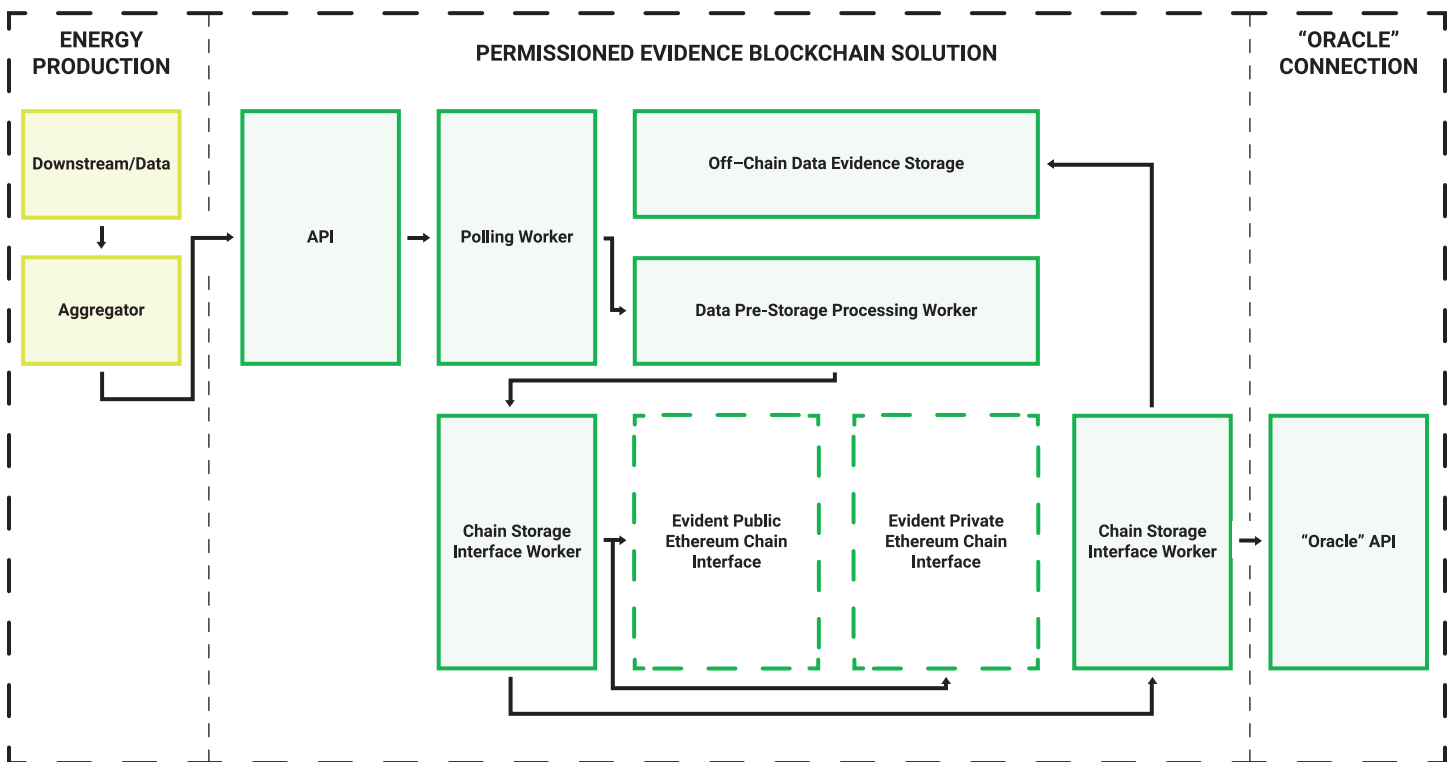 ENERGY
PRODUCTION
PERMISSIONED EVIDENCE BLOCKCHAIN SOLUTION
“ORACLE”
CONNECTION
Downstream/Data
Aggregator
API
Polling Worker
Off–Chain Data Evidence Storage
Data Pre-Storage Processing Worker
Chain Storage
Interface Worker
Evident Public
Ethereum Chain
Interface
Evident Private
Ethereum Chain
Interface
Chain Storage
Interface Worker
“Oracle” API